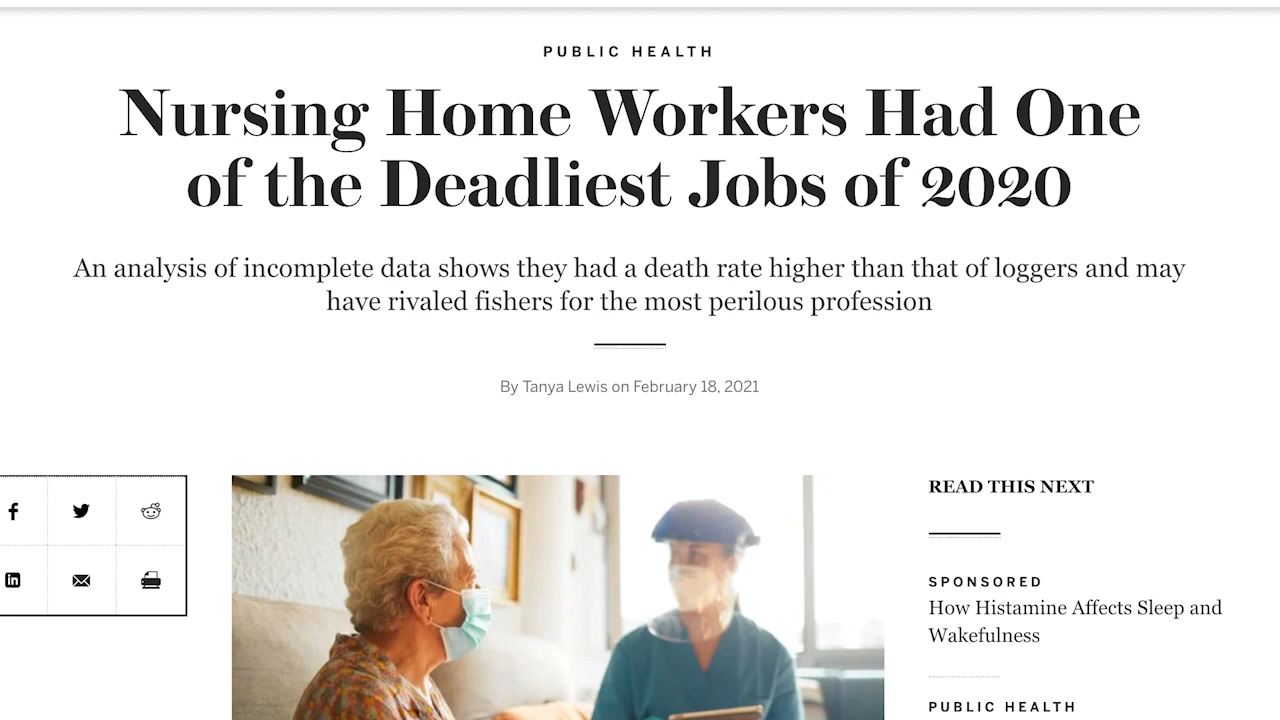 PUBLIC HEALTH
Nursing Home Workers Had One
of the Deadliest Jobs of 2020
An analysis of incomplete data shows they had a death rate higher than that of loggers and may
have rivaled fishers for the most perilous profession
By Tanya Lewis on February 18, 2021
READ THIS NEXT
SPONSORED
How Histamine Affects Sleep and
Wakefulness
PUBLIC HEALTH